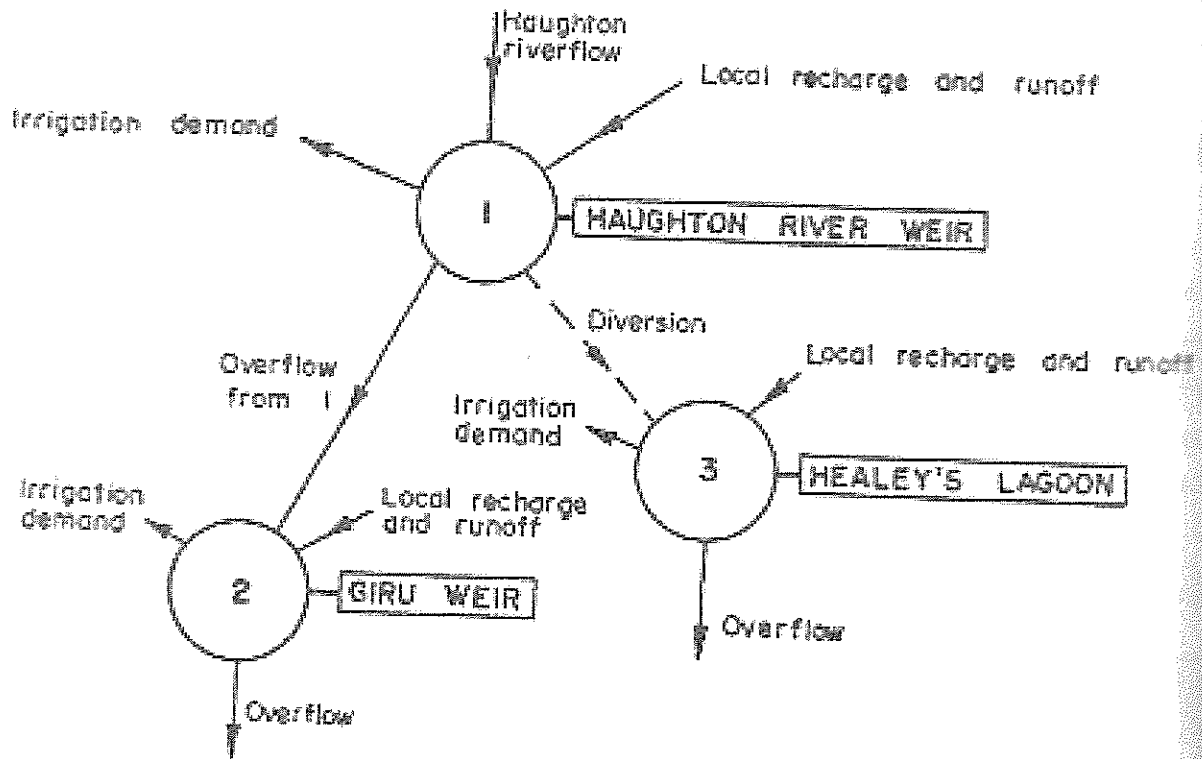 Haughton
riverflow
Local recharge and runoff
Irrigation demand
1
HAUGHTON RIVER WEIR
Diversion
Overflow
from 1
Local recharge and runoff
Irrigation
demand
3
HEALEY'S LAGOON
Irrigation
demand
Local recharge
and runoff
2
GIRU WEIR
Overflow
Overflow